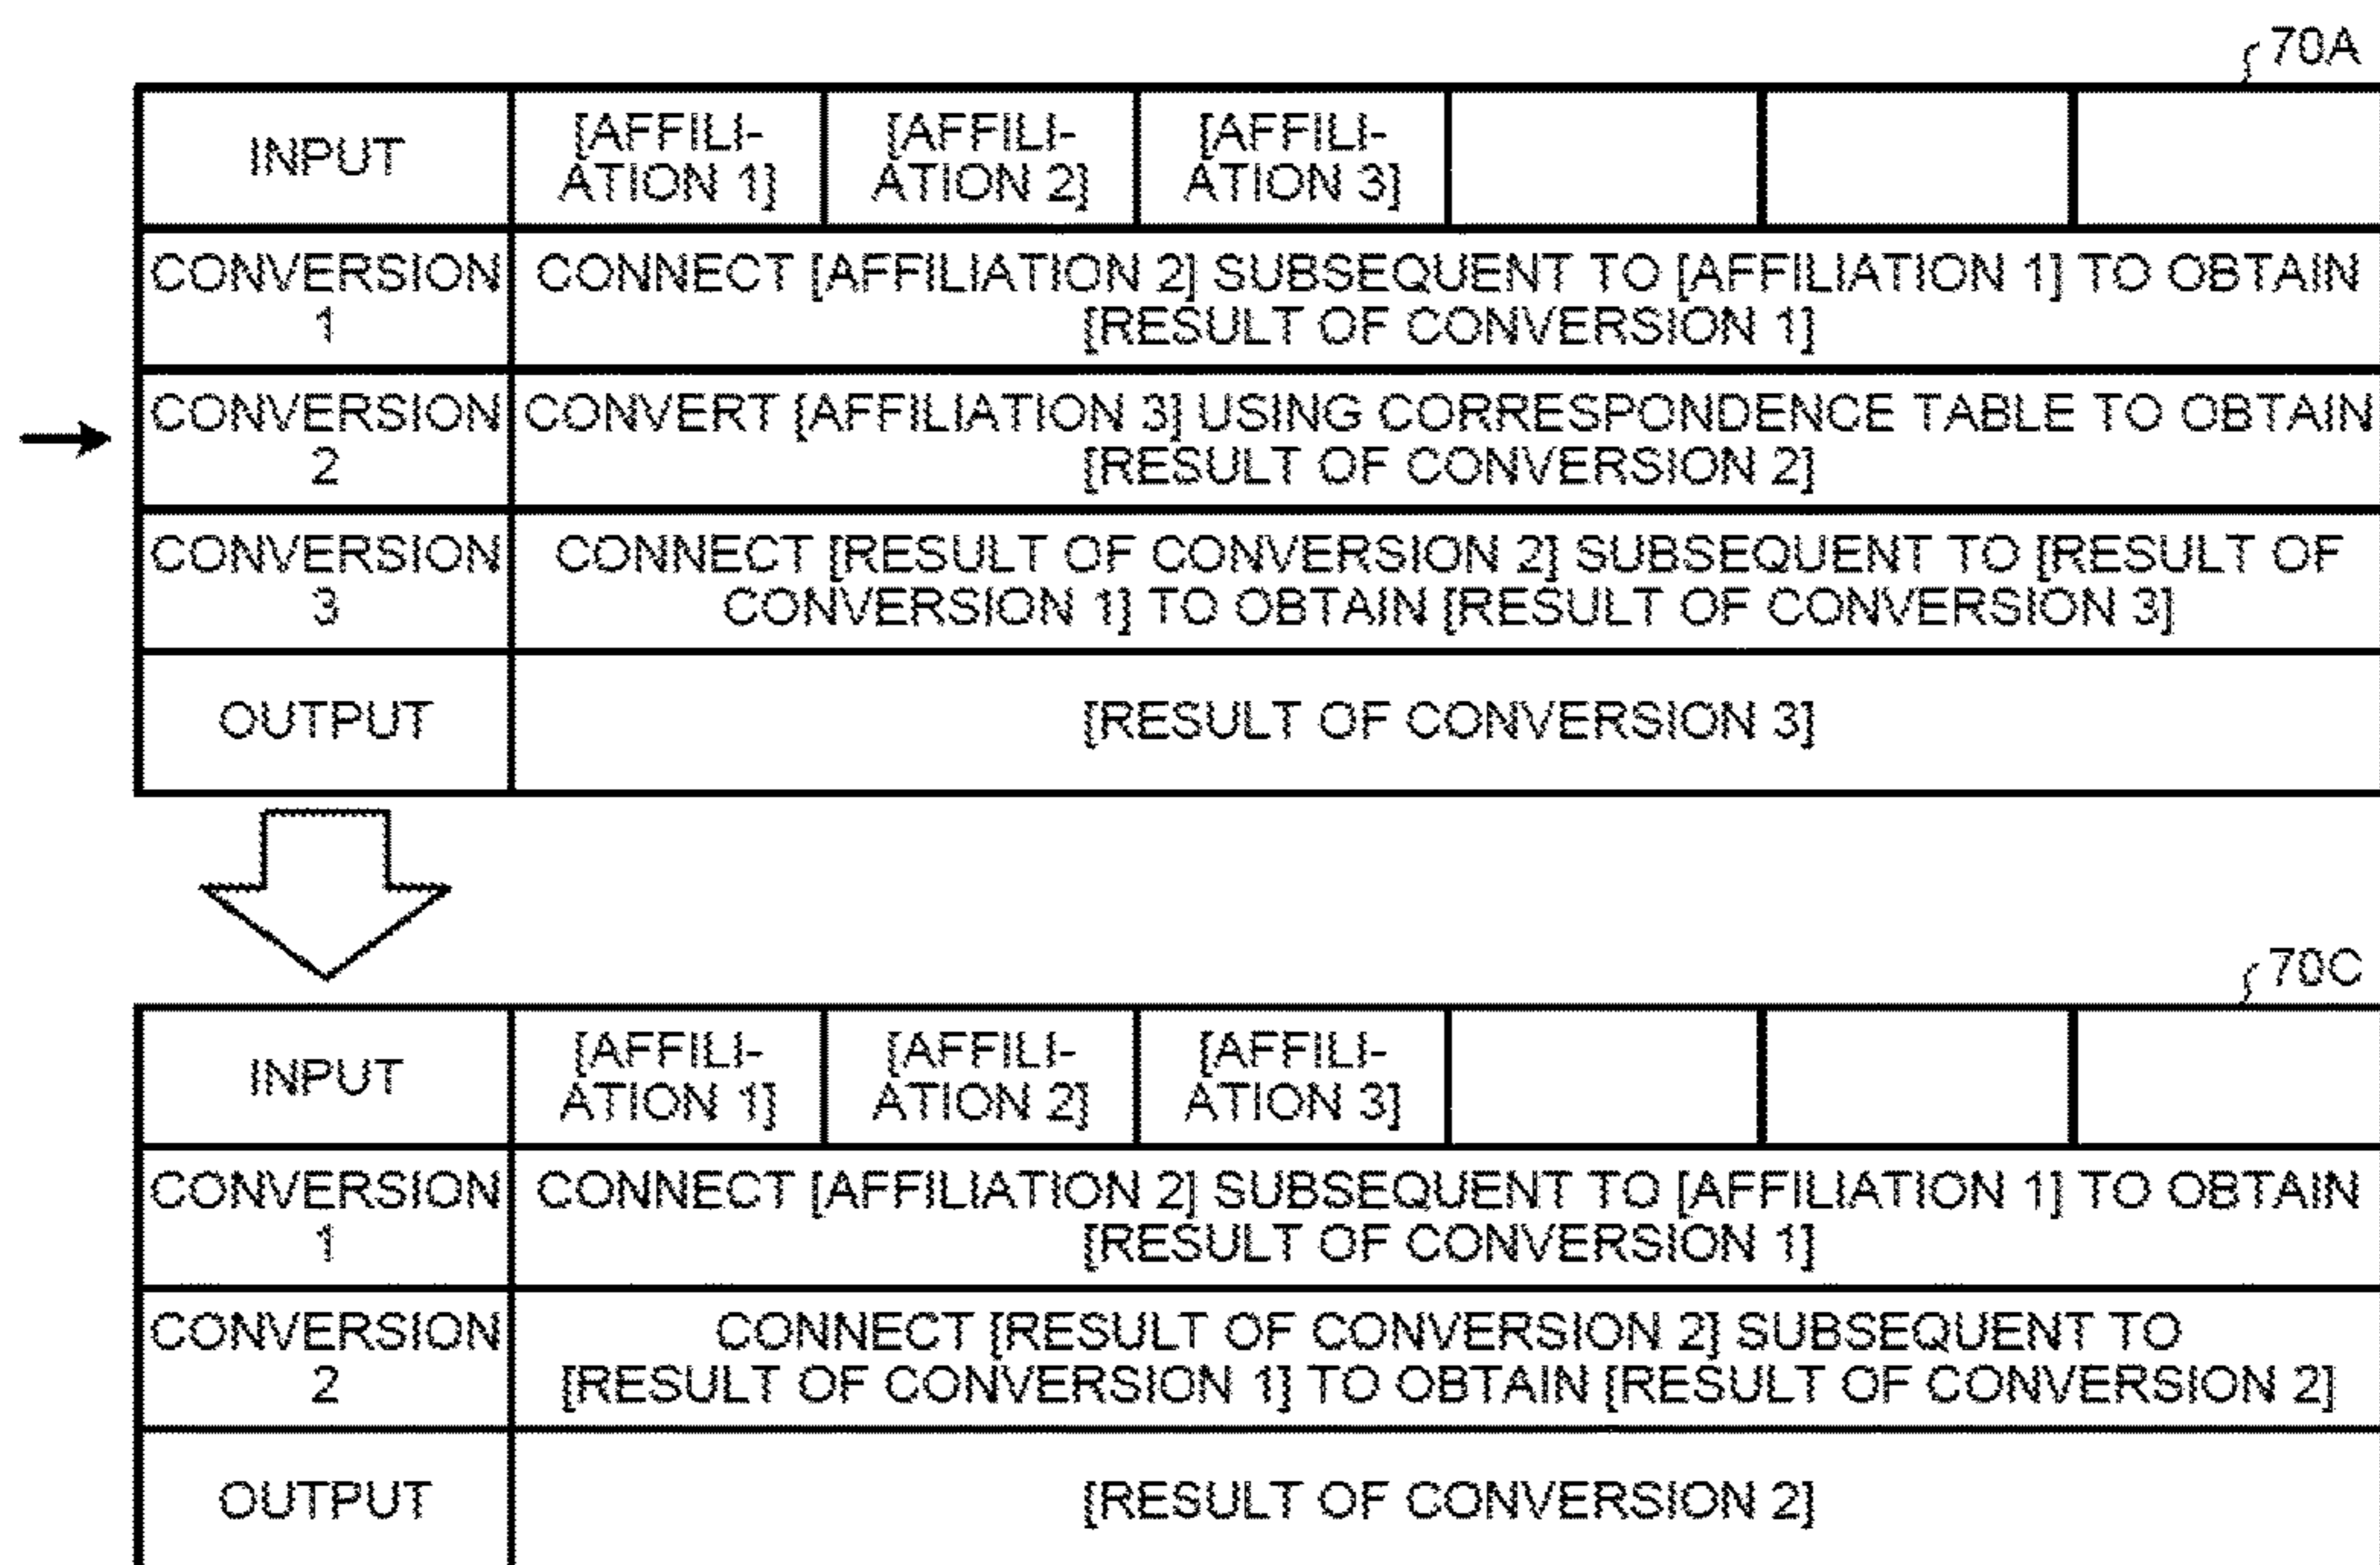 70A
INPUT
[AFFILI-
ATION 1]
[AFFILI-
ATION 2]
[AFFILI-
ATION 3]
CONVERSION
1
CONNECT [AFFILIATION 2] SUBSEQUENT TO [AFFILIATION 1] TO OBTAIN
[RESULT OF CONVERSION 1]
CONVERSION
2
CONVERT [AFFILIATION 3] USING CORRESPONDENCE TABLE TO OBTAIN
[RESULT OF CONVERSION 2]
CONVERSION
3
CONNECT [RESULT OF CONVERSION 2] SUBSEQUENT TO [RESULT OF
CONVERSION 1] TO OBTAIN [RESULT OF CONVERSION 3]
OUTPUT
[RESULT OF CONVERSION 3]
70C
INPUT
[AFFILI-
ATION 1]
[AFFILI-
ATION 2]
[AFFILI-
ATION 3]
CONVERSION
1
CONNECT [AFFILIATION 2] SUBSEQUENT TO [AFFILIATION 1] TO OBTAIN
[RESULT OF CONVERSION 1]
CONVERSION
2
CONNECT [RESULT OF CONVERSION 2] SUBSEQUENT TO
[RESULT OF CONVERSION 1] TO OBTAIN [RESULT OF CONVERSION 2]
OUTPUT
[RESULT OF CONVERSION 2]